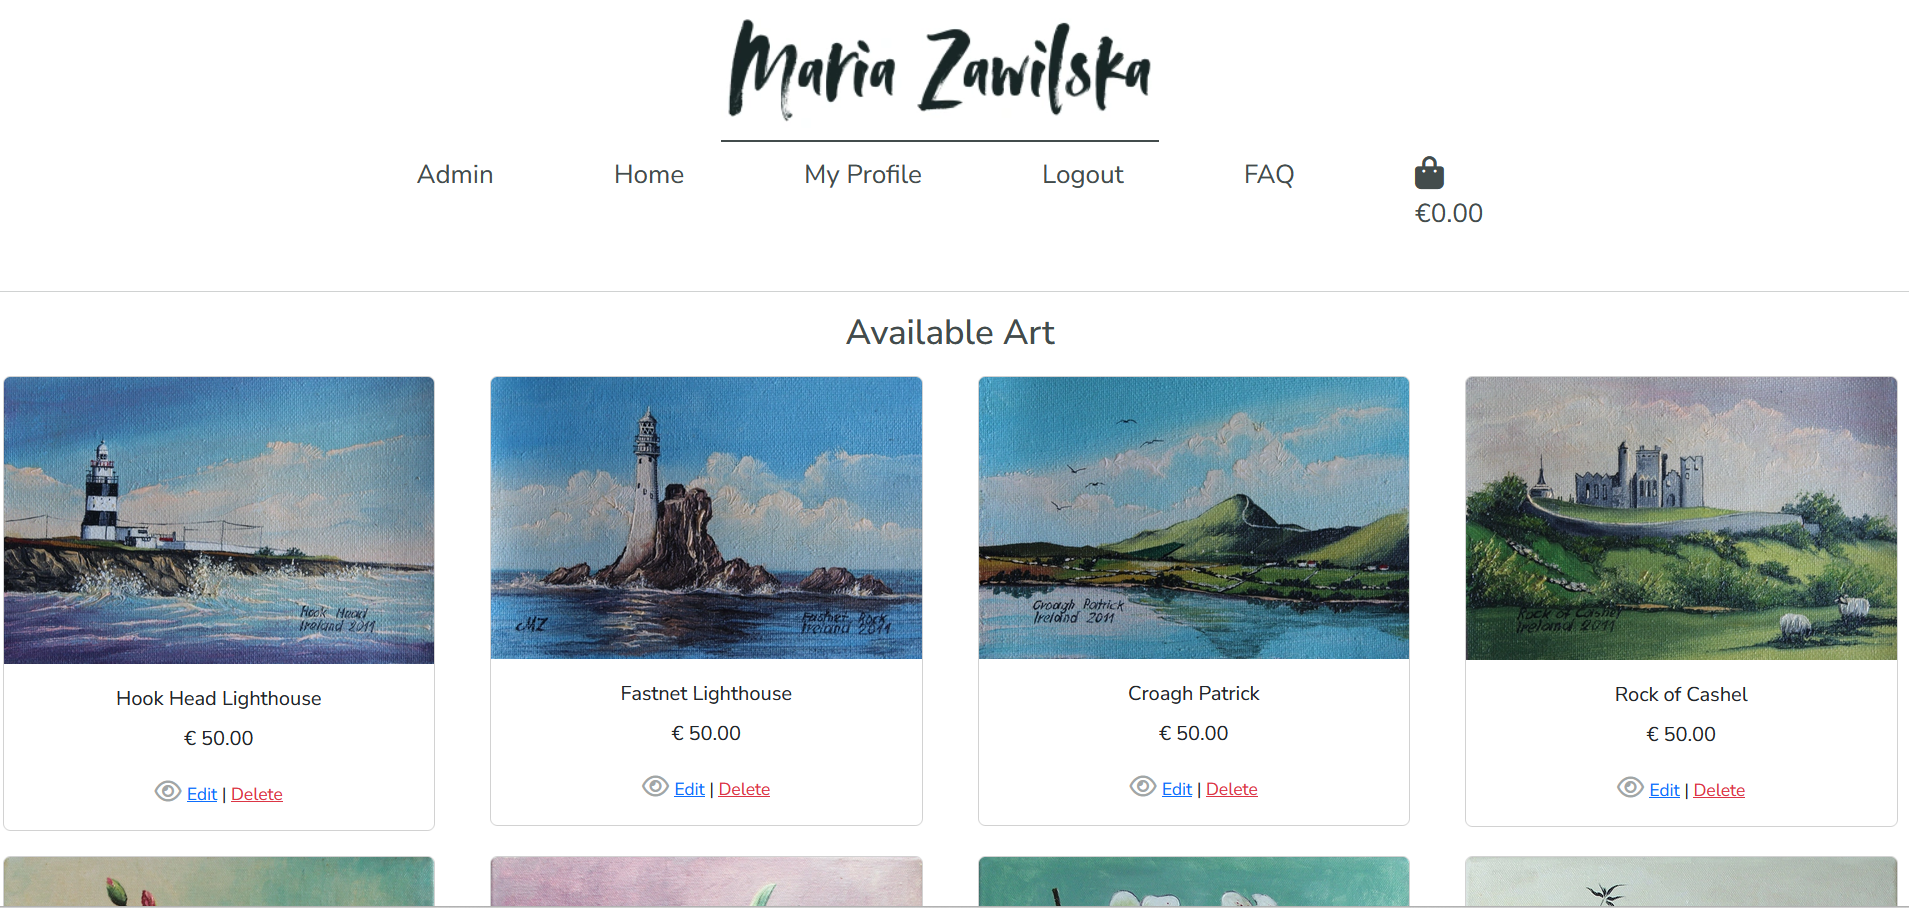 Maria Zawilska
Admin Home My Profile Logout FAQ
€0.00
Available Art
Hook Head
Ireland 2011
cMZ
Fastnet Rock
Ireland 2011
Croagh Patrick
Ireland 2011
Rock of Cashel
Ireland 2011
Hook Head Lighthouse
€ 50.00
Edit | Delete
Fastnet Lighthouse
€ 50.00
Edit | Delete
Croagh Patrick
€ 50.00
Edit | Delete
Rock of Cashel
€ 50.00
Edit | Delete